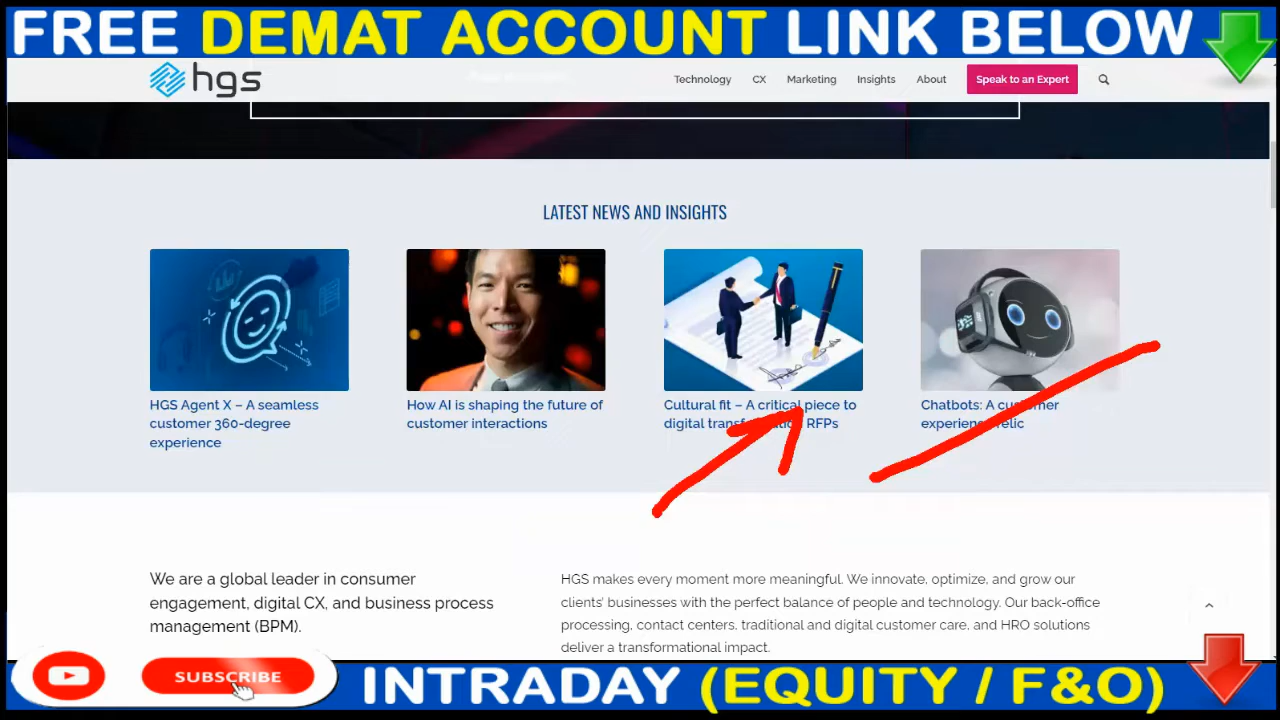 FREE DEMAT ACCOUNT LINK BELOW
hgs
Technology CX Marketing Insights About Speak to an Expert
LATEST NEWS AND INSIGHTS
HGS Agent X – A seamless
customer 360-degree
experience
How AI is shaping the future of
customer interactions
Cultural fit – A critical piece to
digital RFPs
Chatbots: A customer
experience relic
We are a global leader in consumer
engagement, digital CX, and business process
management (BPM).
HGS makes every moment more meaningful. We innovate, optimize, and grow our
clients' businesses with the perfect balance of people and technology. Our back-office
processing, contact centers, traditional and digital customer care, and HRO solutions
deliver a transformational impact.
SUBSCRIBE
INTRADAY (EQUITY / F&O)